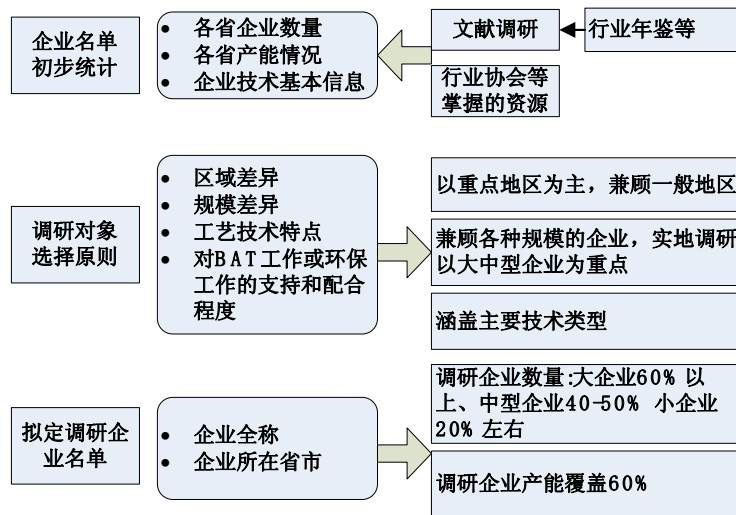 企业名单
初步统计
• 各省企业数量
• 各省产能情况
• 企业技术基本信息
文献调研
行业年鉴等
行业协会等
掌握的资源
调研对象
选择原则
• 区域差异
• 规模差异
• 工艺技术特点
• 对BAT工作或环保
工作的支持和配合
程度
以重点地区为主，兼顾一般地区
兼顾各种规模的企业，实地调研
以大中型企业为重点
涵盖主要技术类型
拟定调研企
业名单
• 企业全称
• 企业所在省市
调研企业数量:大企业60% 以
上、中型企业40-50% 小企业
20% 左右
调研企业产能覆盖60%